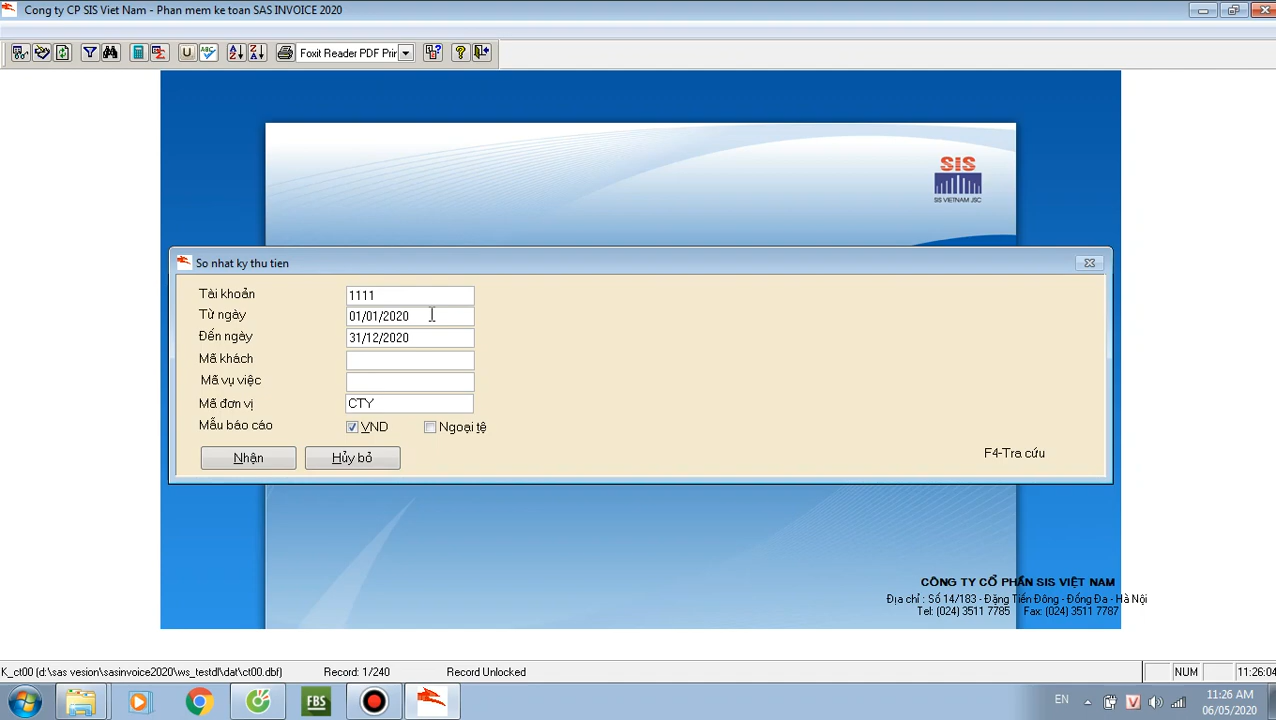 Công ty CP SIS Viet Nam - Phan mem ke toan SAS INVOICE 2020
U
ABC
A
Z
Z
A
Foxit Reader PDF Prin
SIS
SIS VIETNAM JSC
So nhat ky thu tien
Tài khoản 1111
Từ ngày 01/01/2020
Đến ngày 31/12/2020
Mã khách
Mã vụ việc
Mã đơn vị CTY
Mẫu báo cáo VND Ngoại tệ
Nhận Hủy bỏ F4-Tra cứu
CÔNG TY CỔ PHẦN SIS VIỆT NAM
Địa chỉ : Số 14/183 - Đặng Tiến Đông - Đống Đa - Hà Nội
Tel: (024) 3511 7785 Fax: (024) 3511 7787
K_ct00 (d:\sas vesion\sasinvoice2020\ws_testdl\dat\ct00.dbf) Record: 1/240 Record Unlocked NUM 11:26:04
FBS EN V 11:26 AM
06/05/2020